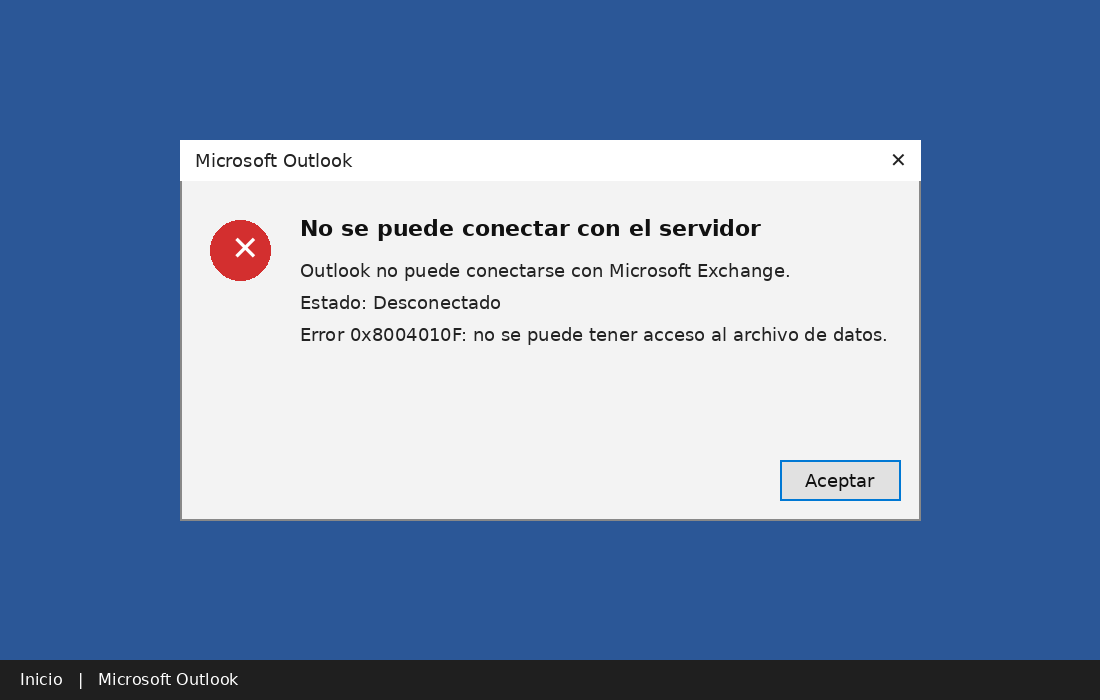 Microsoft Outlook ✕
No se puede conectar con el servidor
Outlook no puede conectarse con Microsoft Exchange.
Estado: Desconectado
Error 0x8004010F: no se puede tener acceso al archivo de datos.
Aceptar
Inicio | Microsoft Outlook